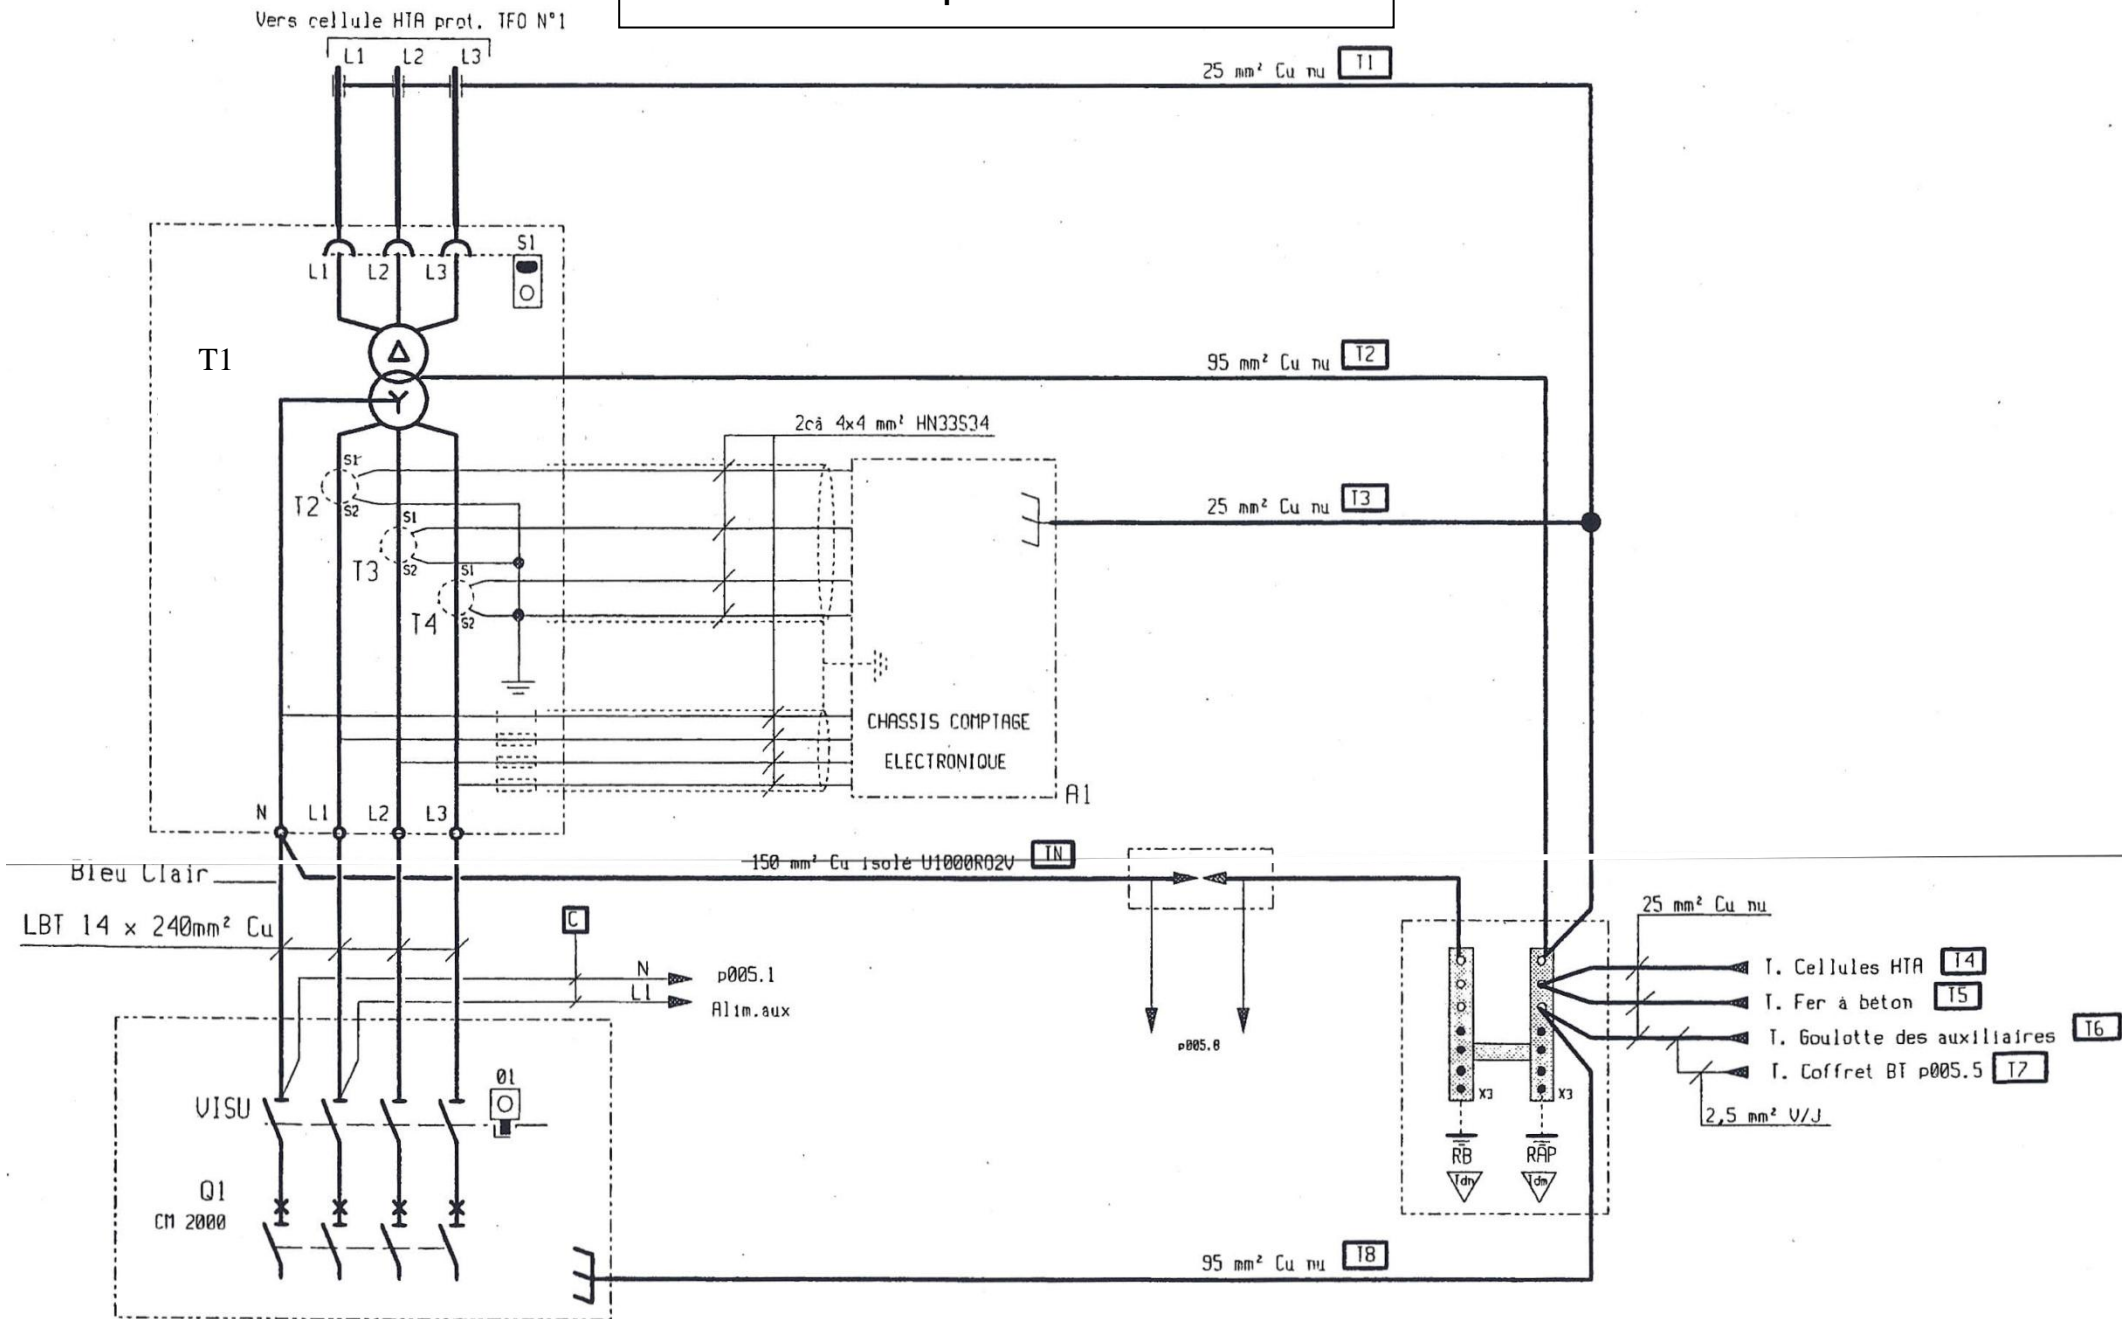 Vers cellule HTA prot. TFO N°1
L1 L2 L3
25 mm² Cu nu T1
S1
L1 L2 L3
T1
95 mm² Cu nu T2
2câ 4x4 mm² HN33S34
S1
T2 S2
25 mm² Cu nu T3
S1
T3 S2
S1
T4 S2
CHASSIS COMPTAGE
ELECTRONIQUE
A1
N L1 L2 L3
150 mm² Cu isolé U1000RO2V TN
Bleu Clair
LBT 14 x 240mm² Cu
C
25 mm² Cu nu
N p005.1
L1 Alim.aux
T. Cellules HTA T4
T. Fer à béton T5
T. Goulotte des auxiliaires T6
p005.8
T. Coffret BT p005.5 T7
01
VISU
X3 X3
2,5 mm² V/J
RB RAP
Tdn Tdm
Q1
CM 2000
95 mm² Cu nu T8